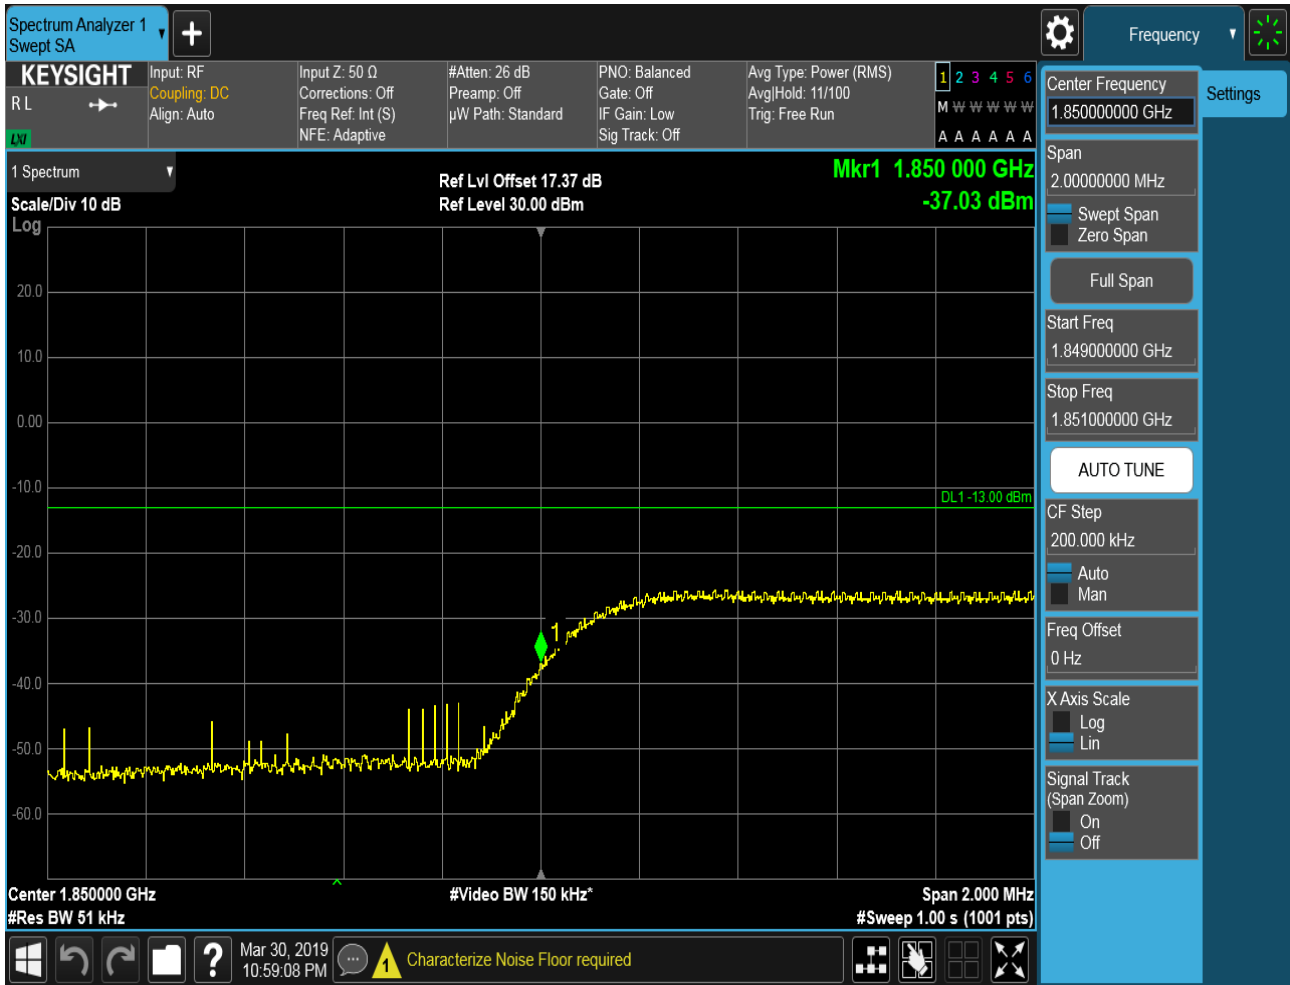 Spectrum Analyzer 1
Swept SA
Frequency
KEYSIGHT
R L
LXI
Input: RF
Coupling: DC
Align: Auto
Input Z: 50 Ω
Corrections: Off
Freq Ref: Int (S)
NFE: Adaptive
#Atten: 26 dB
Preamp: Off
µW Path: Standard
PNO: Balanced
Gate: Off
IF Gain: Low
Sig Track: Off
Avg Type: Power (RMS)
Avg|Hold: 11/100
Trig: Free Run
1 2 3 4 5 6
M W W W W W
A A A A A A
1 Spectrum
Scale/Div 10 dB
Log
Ref Lvl Offset 17.37 dB
Ref Level 30.00 dBm
Mkr1 1.850 000 GHz
-37.03 dBm
20.0
10.0
0.00
-10.0
DL1 -13.00 dBm
-20.0
-30.0
1
-40.0
-50.0
-60.0
Center 1.850000 GHz
#Res BW 51 kHz
#Video BW 150 kHz*
Span 2.000 MHz
#Sweep 1.00 s (1001 pts)
Center Frequency
1.850000000 GHz
Settings
Span
2.00000000 MHz
Swept Span
Zero Span
Full Span
Start Freq
1.849000000 GHz
Stop Freq
1.851000000 GHz
AUTO TUNE
CF Step
200.000 kHz
Auto
Man
Freq Offset
0 Hz
X Axis Scale
Log
Lin
Signal Track
(Span Zoom)
On
Off
?
Mar 30, 2019
10:59:08 PM
1
Characterize Noise Floor required